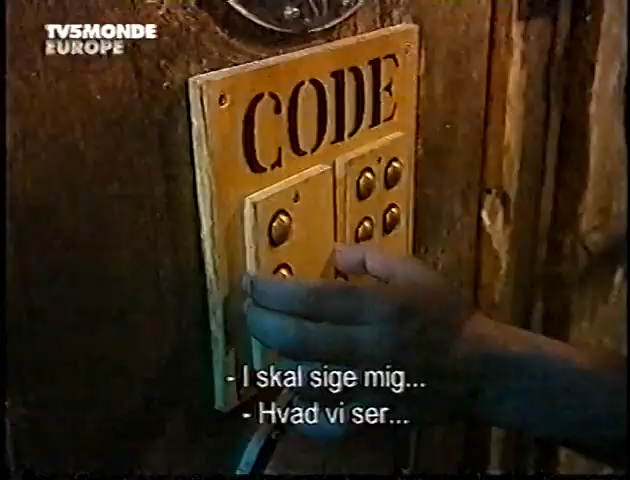 TV5MONDE
EUROPE
CODE
- I skal sige mig...
- Hvad vi ser...